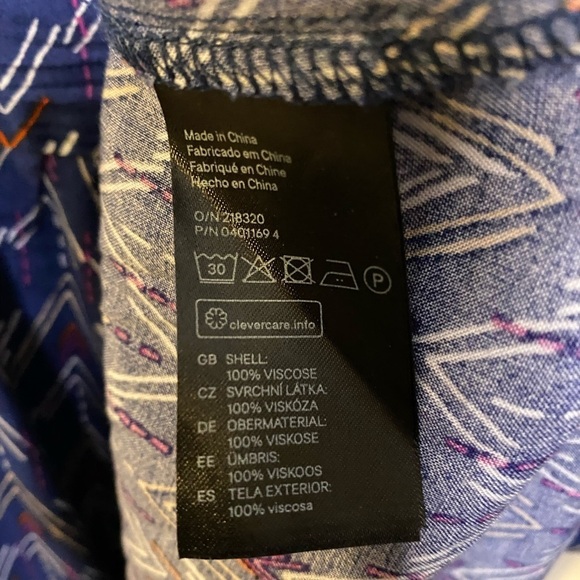 Made in China
Fabricado em China
Fabriqué en Chine
Hecho en China
O/N 218320
P/N 0401169 4
30 P
clevercare.info
GB SHELL:
100% VISCOSE
CZ SVRCHNÍ LÁTKA:
100% VISKÓZA
DE OBERMATERIAL:
100% VISKOSE
EE ÜMBRIS:
100% VISKOOS
ES TELA EXTERIOR:
100% viscosa